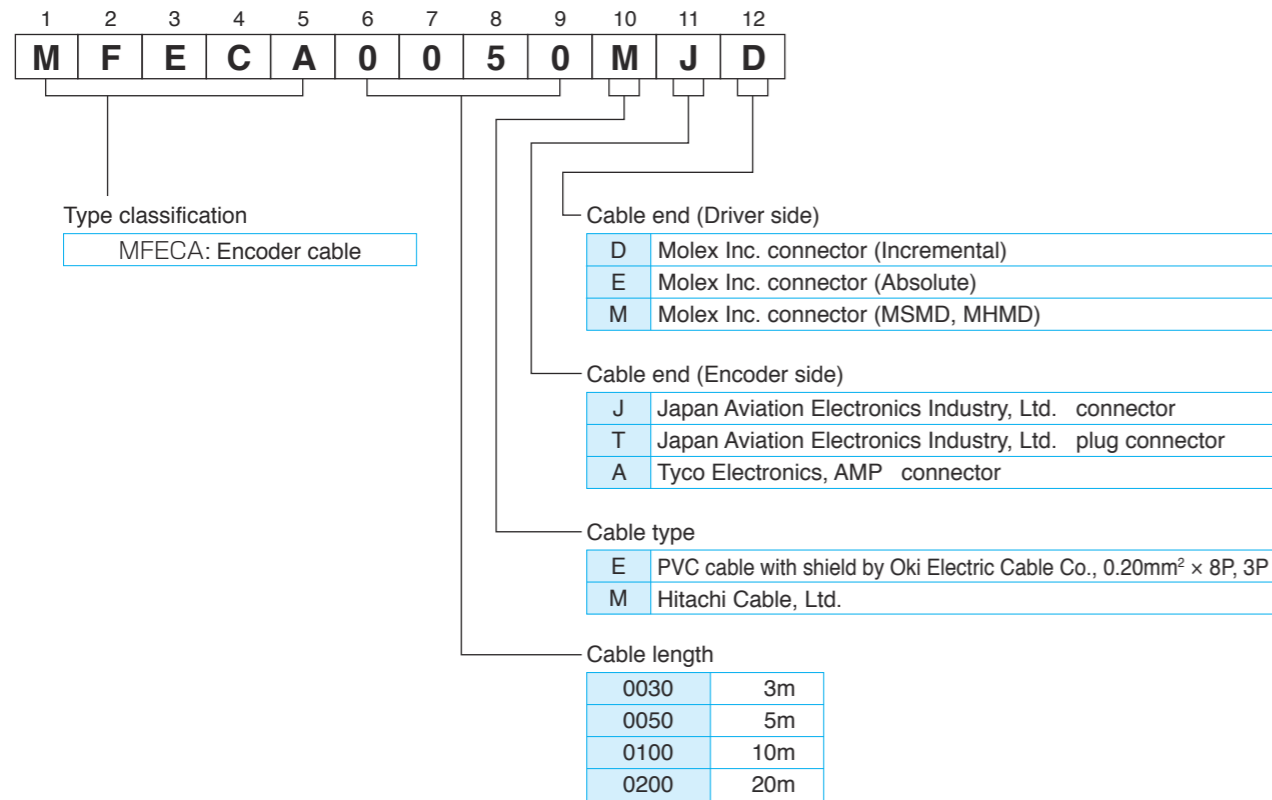 1 2 3 4 5 6 7 8 9 10 11 12
M F E C A 0 0 5 0 M J D
Type classification
MFECA: Encoder cable
Cable end (Driver side)
D Molex Inc. connector (Incremental)
E Molex Inc. connector (Absolute)
M Molex Inc. connector (MSMD, MHMD)
Cable end (Encoder side)
J Japan Aviation Electronics Industry, Ltd. connector
T Japan Aviation Electronics Industry, Ltd. plug connector
A Tyco Electronics, AMP connector
Cable type
E PVC cable with shield by Oki Electric Cable Co., 0.20mm² × 8P, 3P
M Hitachi Cable, Ltd.
Cable length
0030 3m
0050 5m
0100 10m
0200 20m